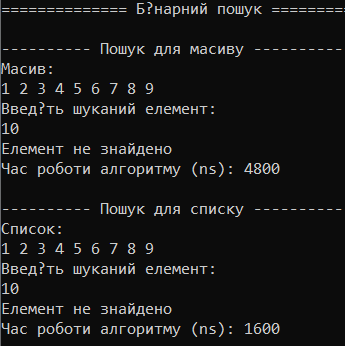 ============== Б?нарний пошук =========
---------- Пошук для масиву ----------
Масив:
1 2 3 4 5 6 7 8 9
Введ?ть шуканий елемент:
10
Елемент не знайдено
Час роботи алгоритму (ns): 4800
---------- Пошук для списку ----------
Список:
1 2 3 4 5 6 7 8 9
Введ?ть шуканий елемент:
10
Елемент не знайдено
Час роботи алгоритму (ns): 1600